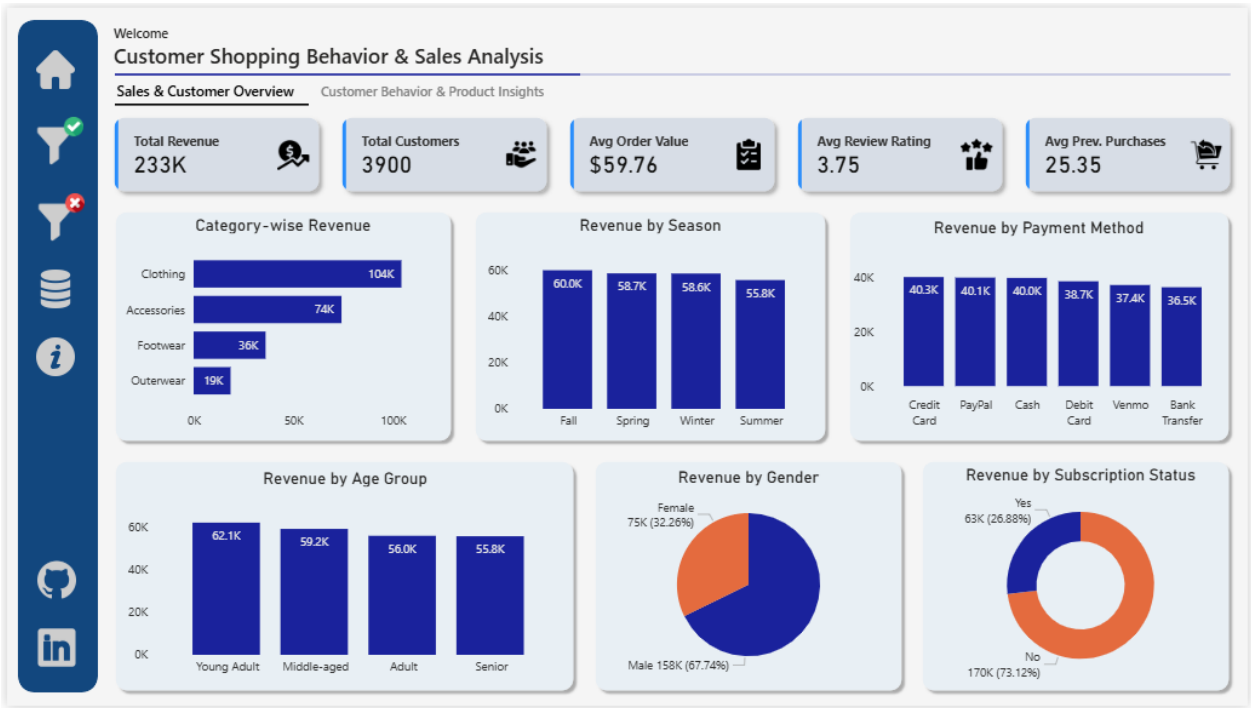 Welcome
Customer Shopping Behavior & Sales Analysis
Sales & Customer Overview
Customer Behavior & Product Insights
Total Revenue
233K
Total Customers
3900
Avg Order Value
$59.76
Avg Review Rating
3.75
Avg Prev. Purchases
25.35
Category-wise Revenue
Clothing
104K
Accessories
74K
Footwear
36K
Outerwear
19K
0K
50K
100K
Revenue by Season
60K
40K
20K
0K
60.0K
58.7K
58.6K
55.8K
Fall
Spring
Winter
Summer
Revenue by Payment Method
40K
20K
0K
40.3K
40.1K
40.0K
38.7K
37.4K
36.5K
Credit
Card
PayPal
Cash
Debit
Card
Venmo
Bank
Transfer
Revenue by Age Group
60K
40K
20K
0K
62.1K
59.2K
56.0K
55.8K
Young Adult
Middle-aged
Adult
Senior
Revenue by Gender
Female
75K (32.26%)
Male 158K (67.74%)
Revenue by Subscription Status
Yes
63K (26.88%)
No
170K (73.12%)
i
in